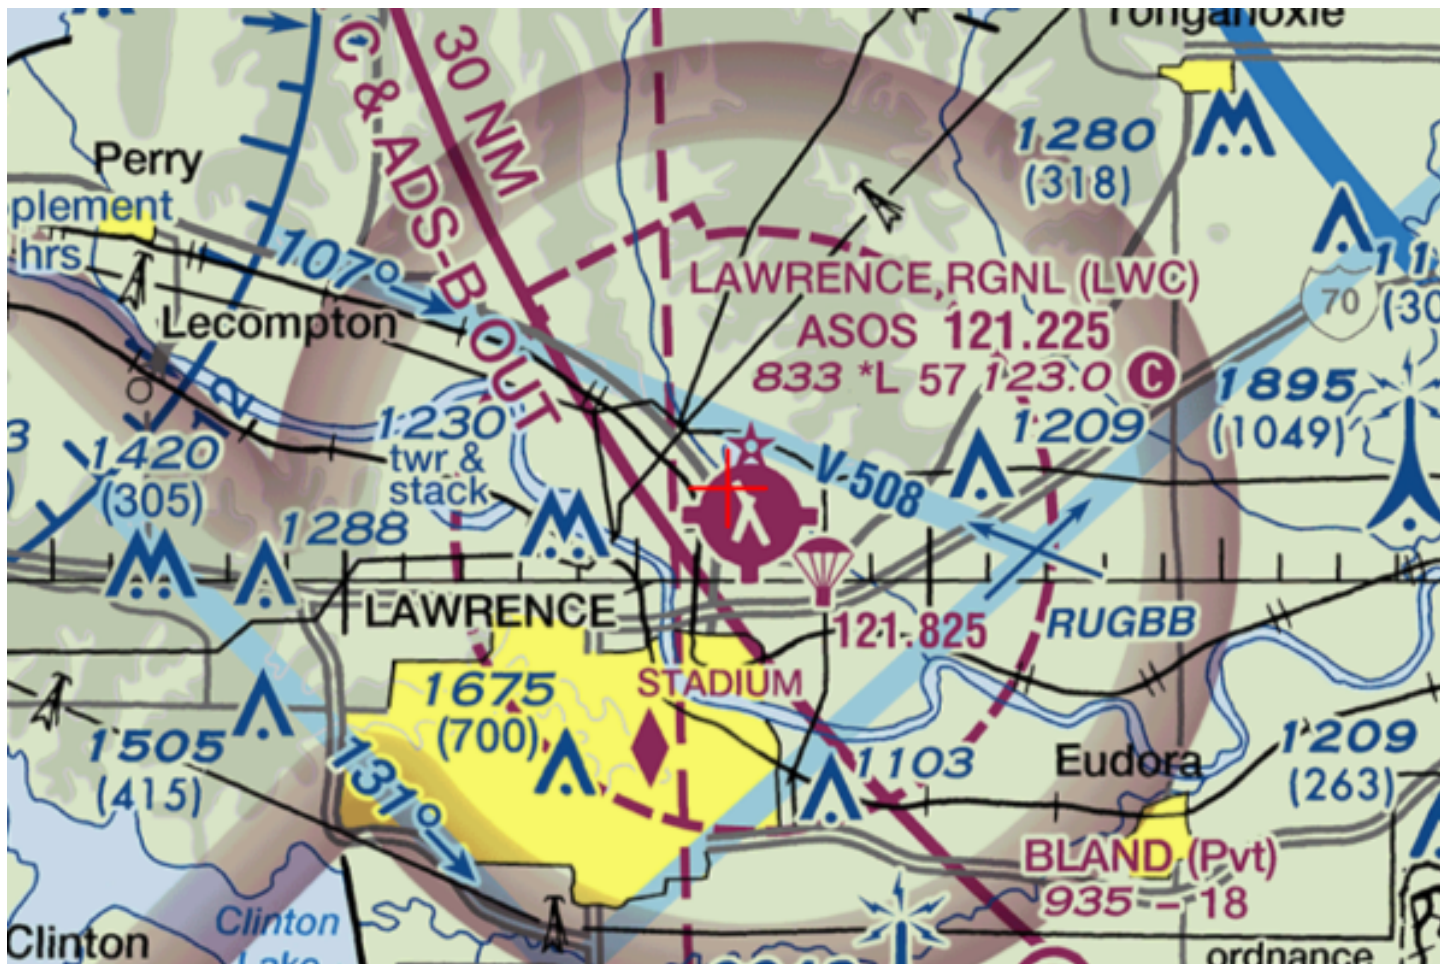 Tonganoxie
C & ADS-B OUT
30 NM
1280
(318)
Perry
plement
hrs
107°
LAWRENCE RGNL (LWC)
ASOS 121.225
833 *L 57 123.0 C
70
Lecompton
12
1230
twr &
stack
1209
1895
(1049)
1420
(305)
1288
V-508
LAWRENCE
121.825
RUGBB
1675
(700)
STADIUM
1505
(415)
131°
1103
Eudora
1209
(263)
BLAND (Pvt)
935 - 18
Clinton
Clinton
Lake
ordnance